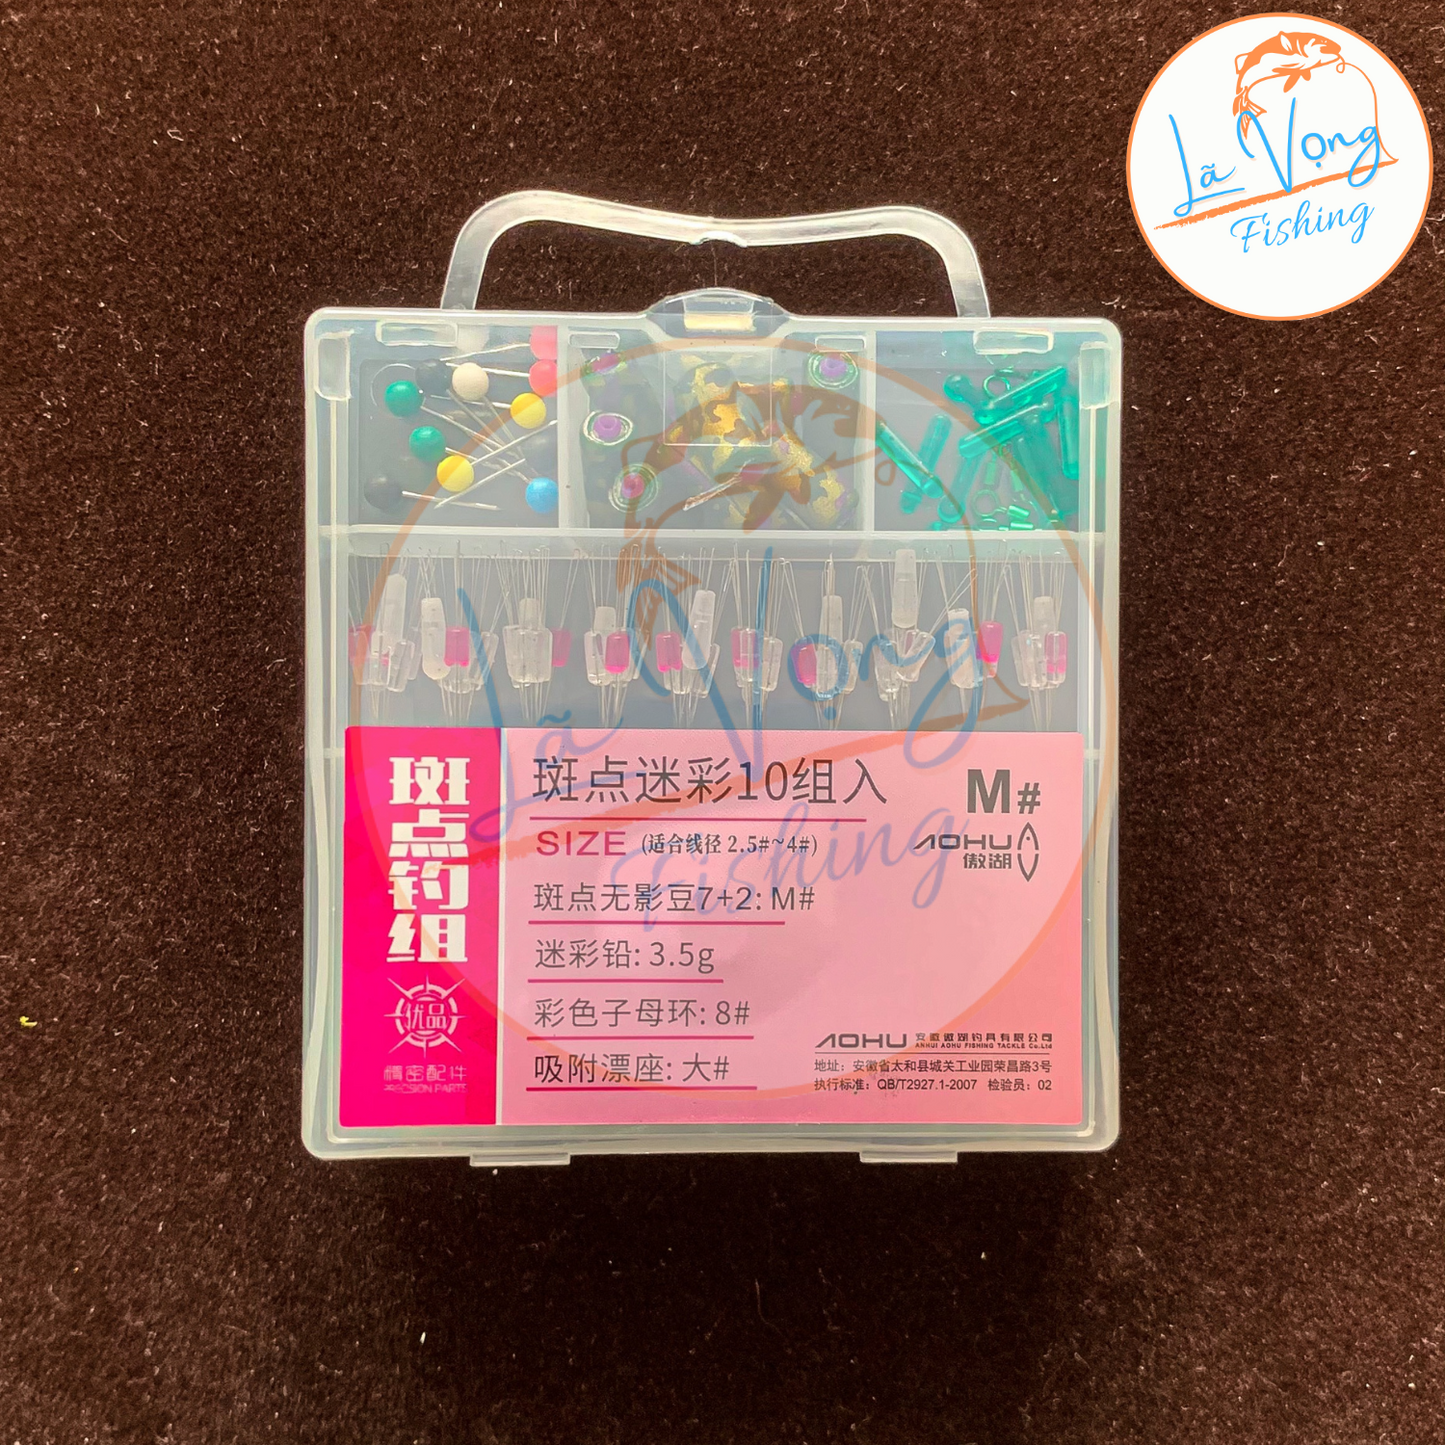 Lã Vọng
Fishing
斑点钓组
优品
精密配件
PRECSION PARTS
斑点迷彩10组入
SIZE (适合线径 2.5#~4#)
斑点无影豆7+2: M#
迷彩铅: 3.5g
彩色子母环: 8#
吸附漂座: 大#
M#
AOHU
傲湖
AOHU 安徽傲湖钓具有限公司
ANHUI AOHU FISHING TACKLE Co.Ltd
地址: 安徽省太和县城关工业园荣昌路3号
执行标准: QB/T2927.1-2007 检验员: 02
Lã Vọng
Fishing